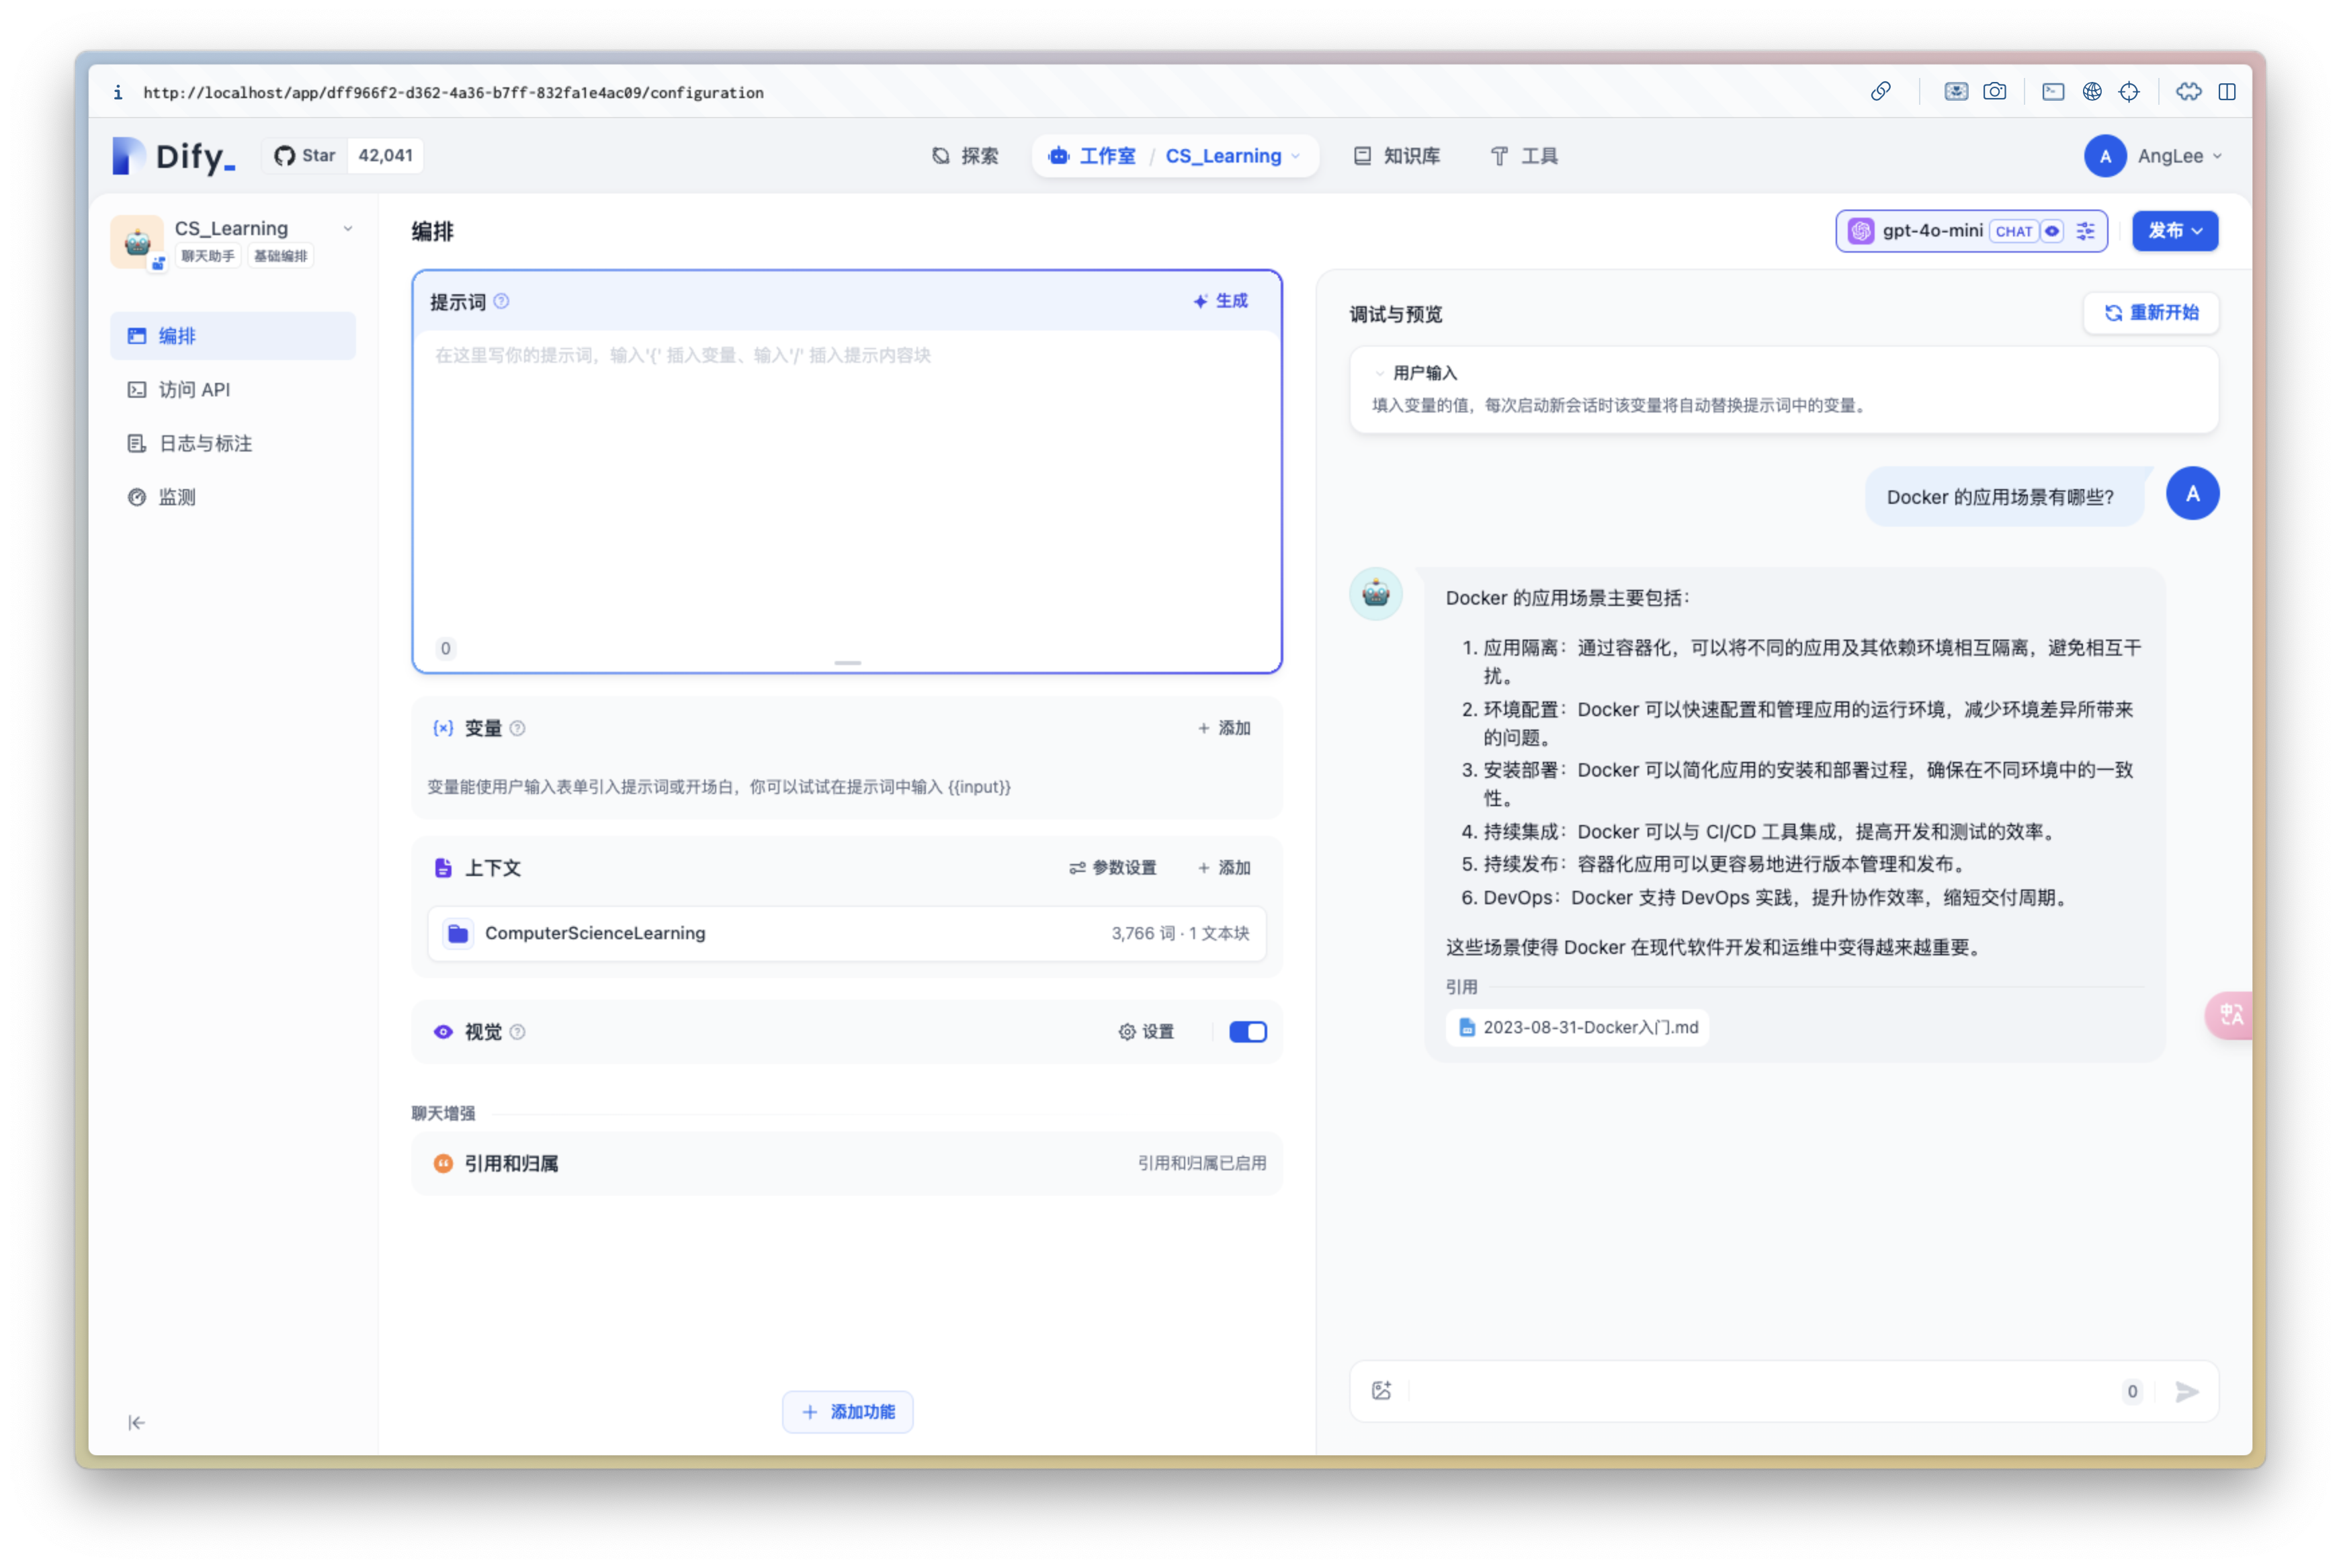 http://localhost/app/dff966f2-d362-4a36-b7ff-832fa1e4ac09/configuration
Dify_
Star 42,041
探索
工作室 / CS_Learning
知识库
工具
A AngLee
CS_Learning
聊天助手 基础编排
编排
访问 API
日志与标注
监测
编排
gpt-4o-mini CHAT
发布
提示词
生成
在这里写你的提示词，输入'{' 插入变量、输入'/' 插入提示内容块
0
{x} 变量
+ 添加
变量能使用户输入表单引入提示词或开场白，你可以试试在提示词中输入 {{input}}
上下文
参数设置
+ 添加
ComputerScienceLearning
3,766 词 · 1 文本块
视觉
设置
聊天增强
引用和归属
引用和归属已启用
+ 添加功能
调试与预览
重新开始
用户输入
填入变量的值，每次启动新会话时该变量将自动替换提示词中的变量。
Docker 的应用场景有哪些？
A
Docker 的应用场景主要包括：
1. 应用隔离：通过容器化，可以将不同的应用及其依赖环境相互隔离，避免相互干
扰。
2. 环境配置：Docker 可以快速配置和管理应用的运行环境，减少环境差异所带来
的问题。
3. 安装部署：Docker 可以简化应用的安装和部署过程，确保在不同环境中的一致
性。
4. 持续集成：Docker 可以与 CI/CD 工具集成，提高开发和测试的效率。
5. 持续发布：容器化应用可以更容易地进行版本管理和发布。
6. DevOps：Docker 支持 DevOps 实践，提升协作效率，缩短交付周期。
这些场景使得 Docker 在现代软件开发和运维中变得越来越重要。
引用
2023-08-31-Docker入门.md
中A
0